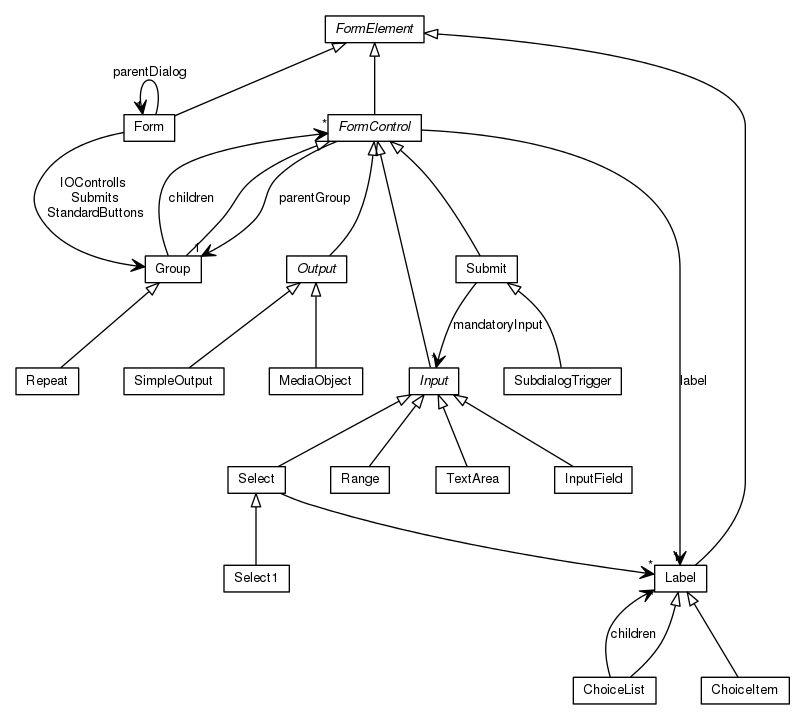 FormElement
parentDialog
Form
*
FormControl
IOControlls
Submits
StandardButtons
children
parentGroup
1
Group
Output
Submit
mandatoryInput
Repeat
SimpleOutput
MediaObject
*
Input
SubdialogTrigger
label
Select
Range
TextArea
InputField
*
Select1
Label
children
ChoiceList
ChoiceItem